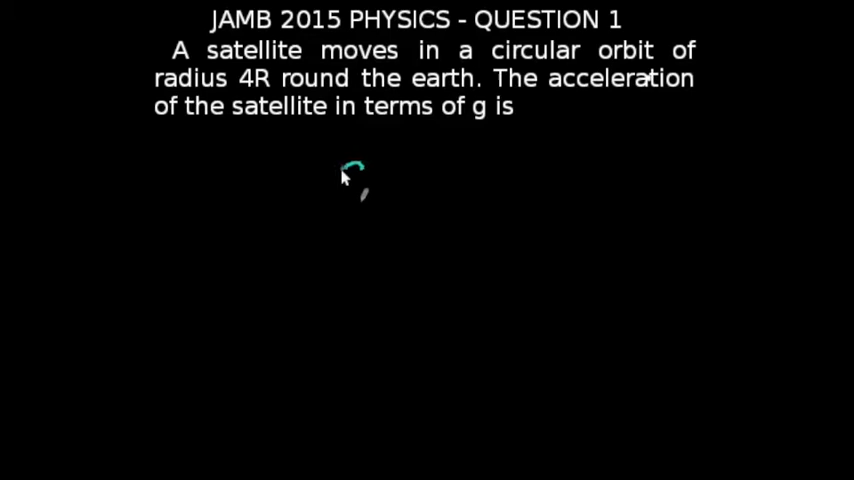 JAMB 2015 PHYSICS - QUESTION 1
A satellite moves in a circular orbit of
radius 4R round the earth. The acceleration
of the satellite in terms of g is